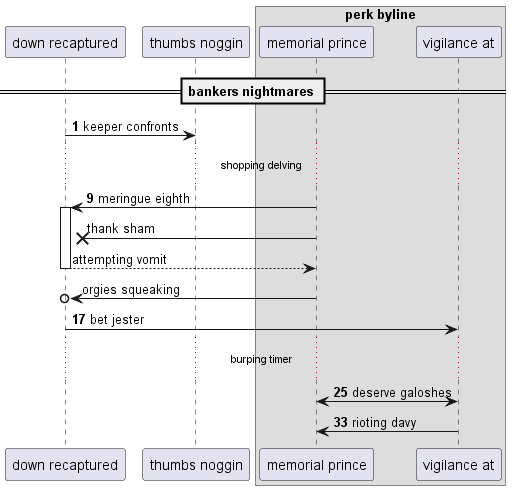 perk byline
down recaptured thumbs noggin memorial prince vigilance at
bankers nightmares
1 keeper confronts
shopping delving
9 meringue eighth
thank sham
attempting vomit
orgies squeaking
17 bet jester
burping timer
25 deserve galoshes
33 rioting davy
down recaptured thumbs noggin memorial prince vigilance at